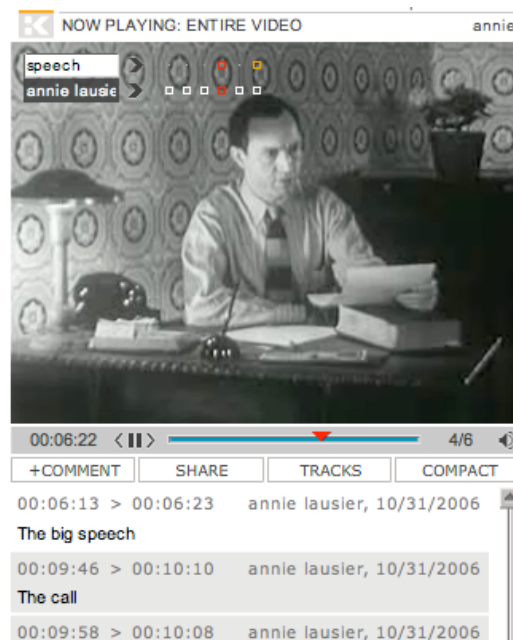 NOW PLAYING: ENTIRE VIDEO annie
speech
annie lausie
00:06:22 4/6
+COMMENT SHARE TRACKS COMPACT
00:06:13 > 00:06:23 annie lausier, 10/31/2006
The big speech
00:09:46 > 00:10:10 annie lausier, 10/31/2006
The call
00:09:58 > 00:10:08 annie lausier, 10/31/2006